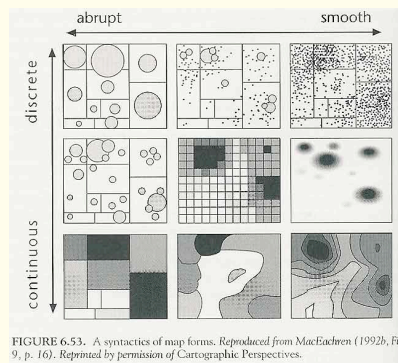 abrupt smooth
discrete
continuous
FIGURE 6.53. A syntactics of map forms. Reproduced from MacEachren (1992b, Fi
9, p. 16). Reprinted by permission of Cartographic Perspectives.